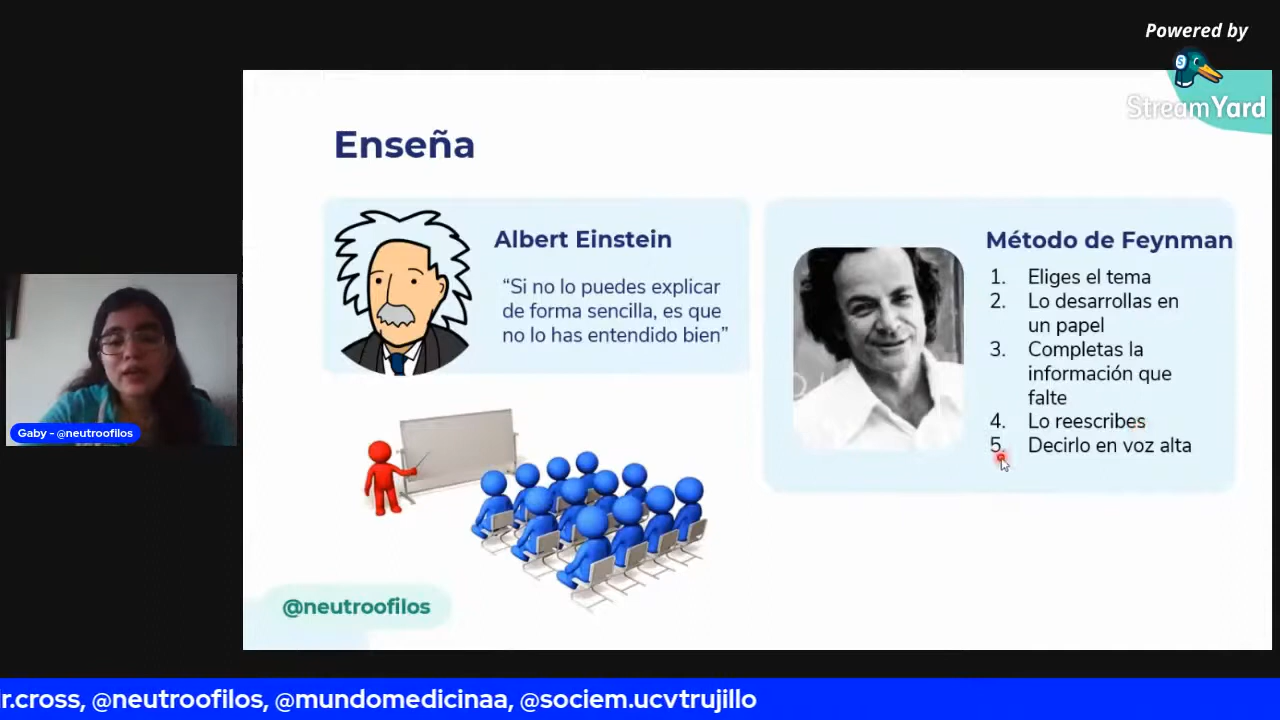 Powered by
StreamYard
Enseña
Albert Einstein
“Si no lo puedes explicar
de forma sencilla, es que
no lo has entendido bien”
Método de Feynman
1. Eliges el tema
2. Lo desarrollas en
un papel
3. Completas la
información que
falte
4. Lo reescribes
5. Decirlo en voz alta
Gaby - @neutroofilos
@neutroofilos
lr.cross, @neutroofilos, @mundomedicinaa, @sociem.ucvtrujillo